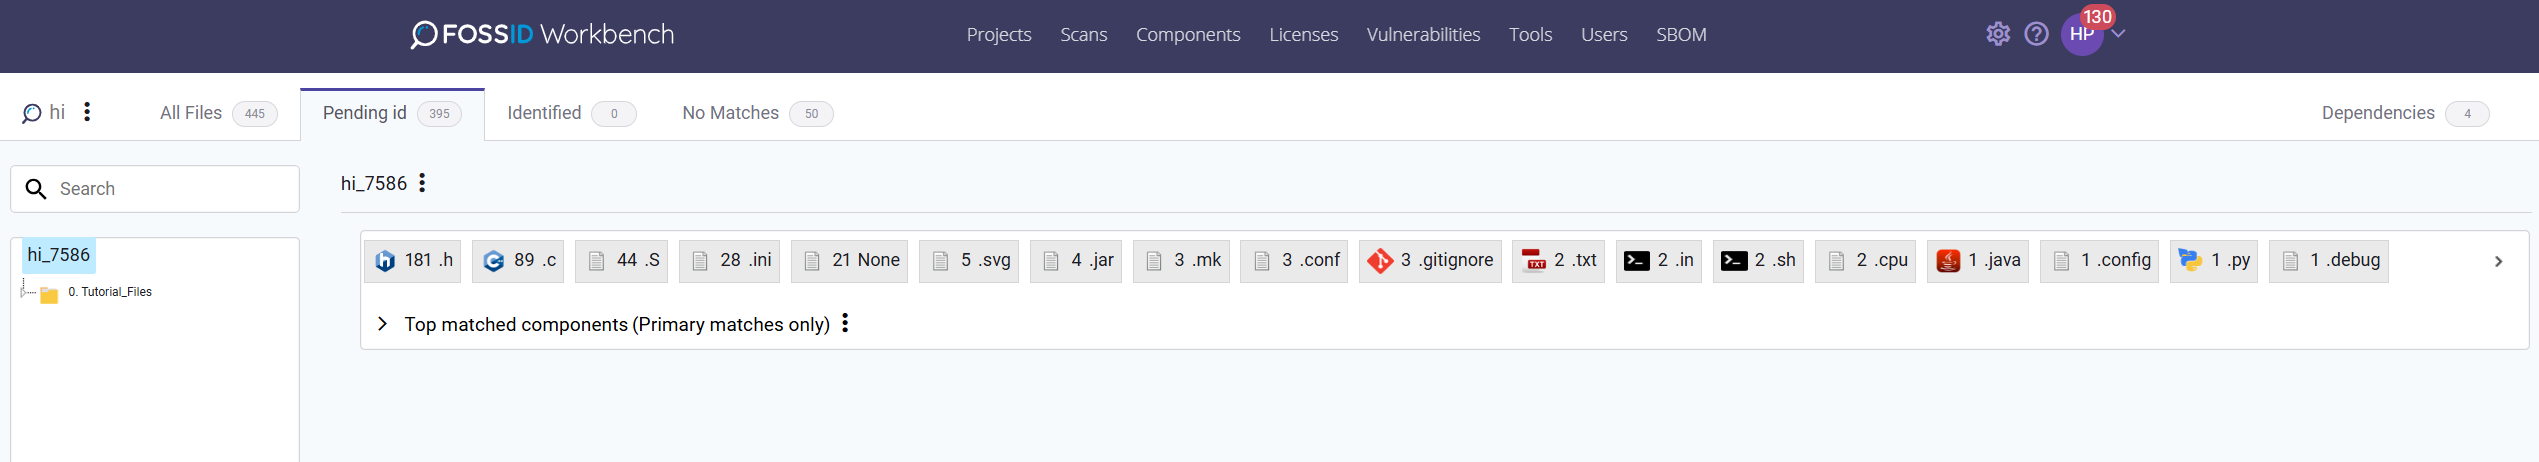 FOSSID Workbench Projects Scans Components Licenses Vulnerabilities Tools Users SBOM HP 130
hi All Files 445 Pending id 395 Identified 0 No Matches 50 Dependencies 4
Search
hi_7586
0. Tutorial_Files
hi_7586
181 .h 89 .c 44 .S 28 .ini 21 None 5 .svg 4 .jar 3 .mk 3 .conf 3 .gitignore TXT 2 .txt 2 .in 2 .sh 2 .cpu 1 .java 1 .config 1 .py 1 .debug
Top matched components (Primary matches only)